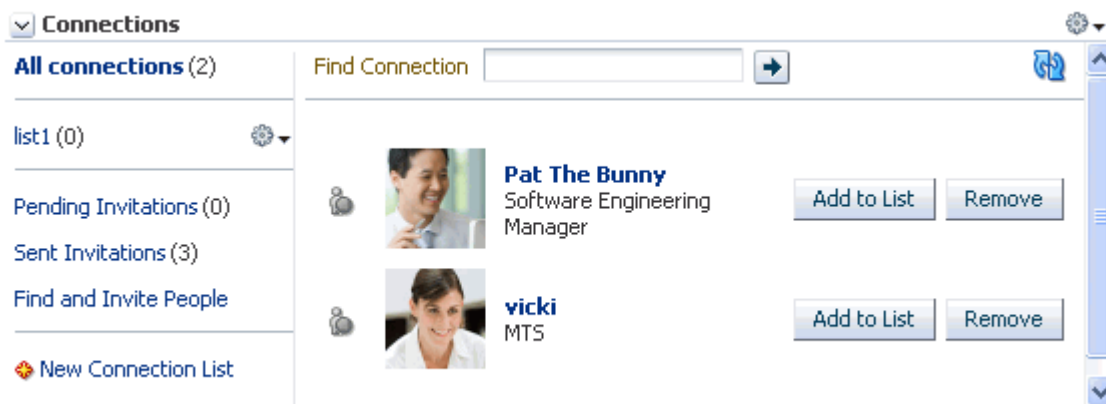 Connections
All connections (2)
Find Connection
list1 (0)
Pending Invitations (0)
Sent Invitations (3)
Find and Invite People
New Connection List
Pat The Bunny
Software Engineering
Manager
Add to List
Remove
vicki
MTS
Add to List
Remove